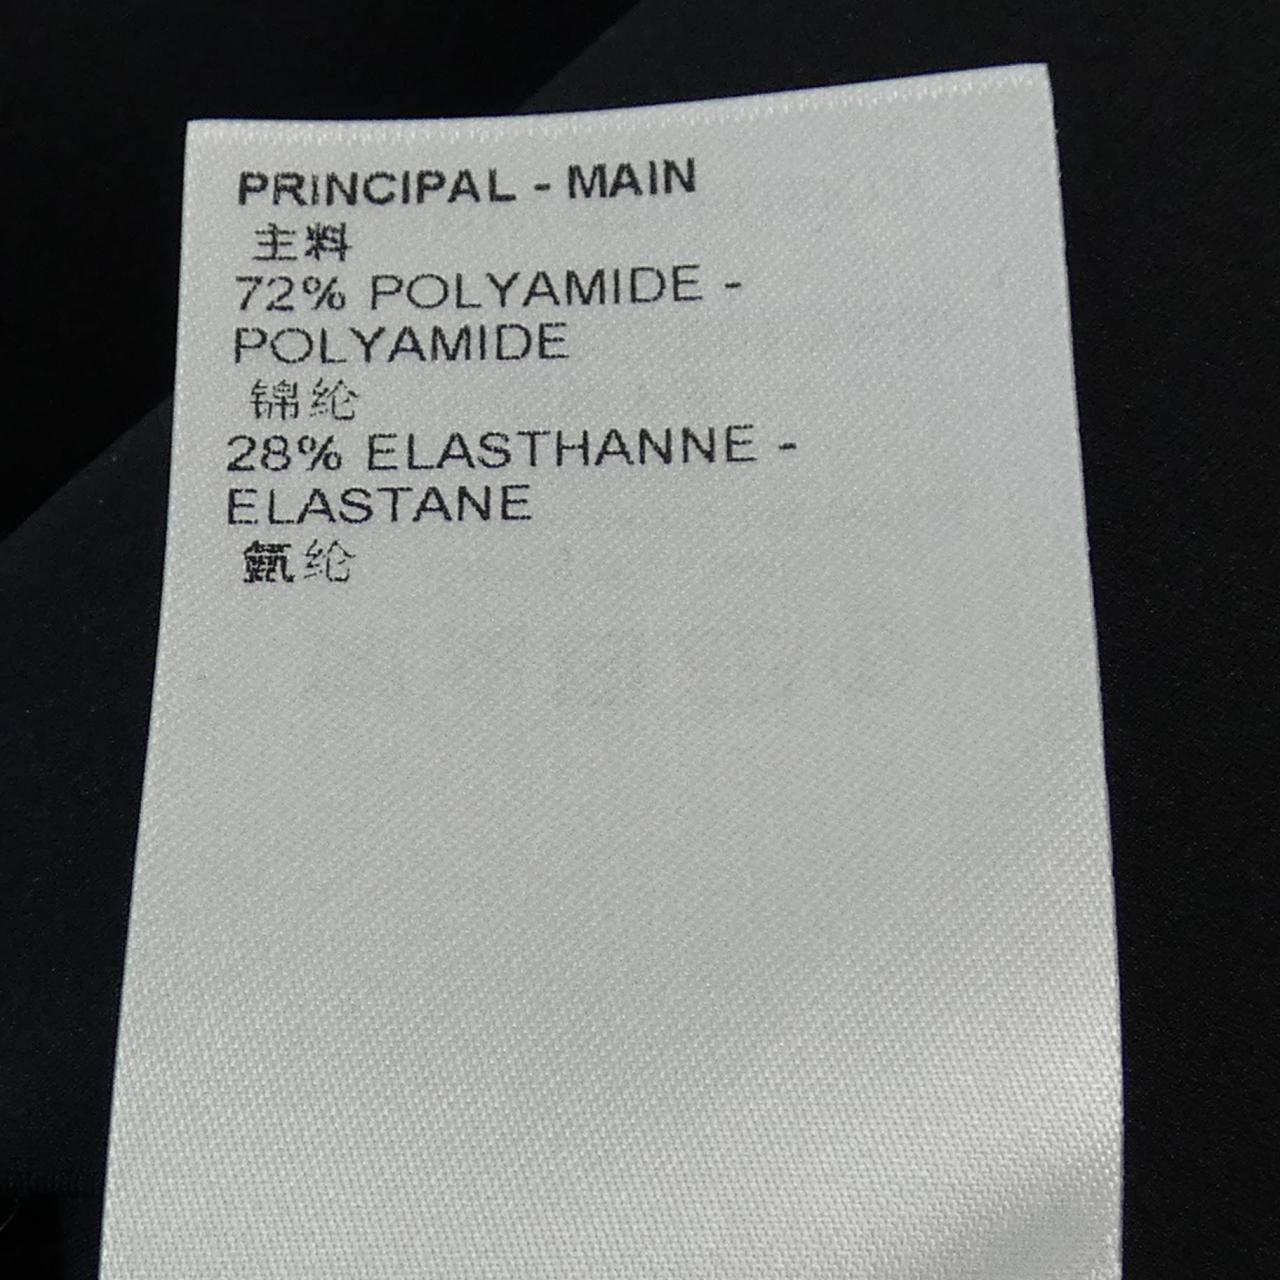 PRINCIPAL - MAIN
主料
72% POLYAMIDE -
POLYAMIDE
锦纶
28% ELASTHANNE -
ELASTANE
氨纶